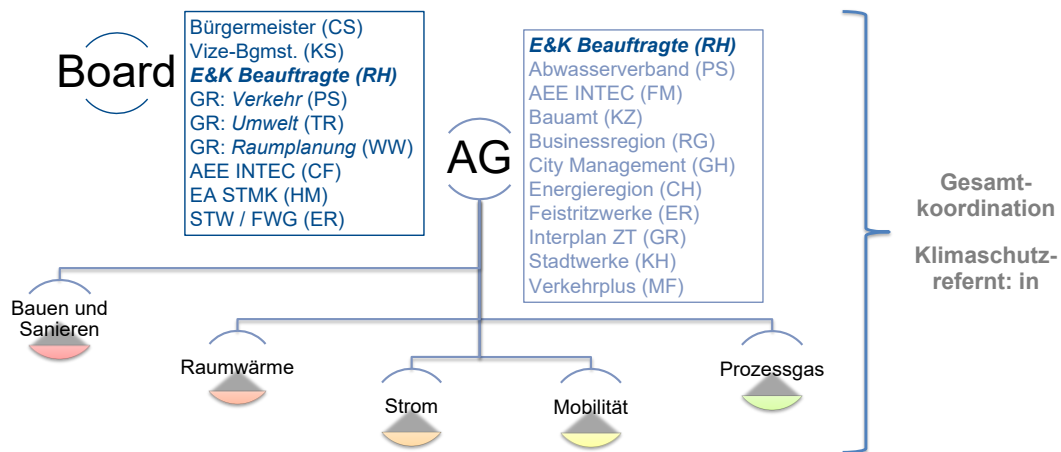 Board
Bürgermeister (CS)
Vize-Bgmst. (KS)
E&K Beauftragte (RH)
GR: Verkehr (PS)
GR: Umwelt (TR)
GR: Raumplanung (WW)
AEE INTEC (CF)
EA STMK (HM)
STW / FWG (ER)
AG
E&K Beauftragte (RH)
Abwasserverband (PS)
AEE INTEC (FM)
Bauamt (KZ)
Businessregion (RG)
City Management (GH)
Energieregion (CH)
Feistritzwerke (ER)
Interplan ZT (GR)
Stadtwerke (KH)
Verkehrplus (MF)
Gesamt-
koordination
Klimaschutz-
refernt: in
Bauen und
Sanieren
Raumwärme
Strom
Mobilität
Prozessgas